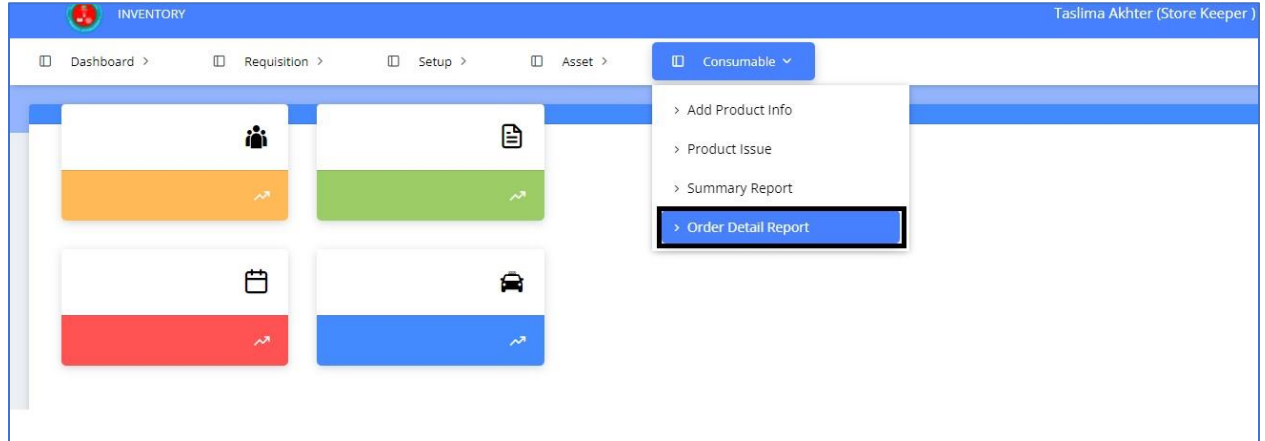 INVENTORY
Taslima Akhter (Store Keeper )
Dashboard >
Requisition >
Setup >
Asset >
Consumable
> Add Product Info
> Product Issue
> Summary Report
> Order Detail Report